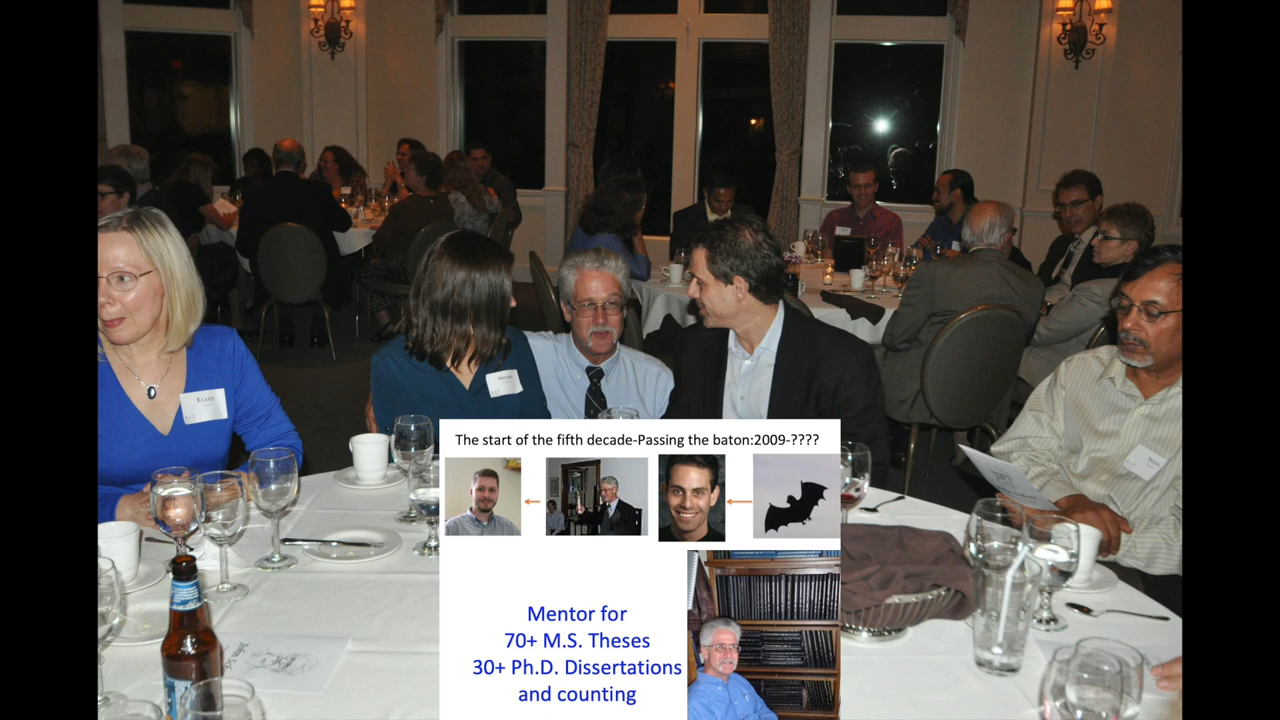 The start of the fifth decade-Passing the baton:2009-????
Mentor for
70+ M.S. Theses
30+ Ph.D. Dissertations
and counting